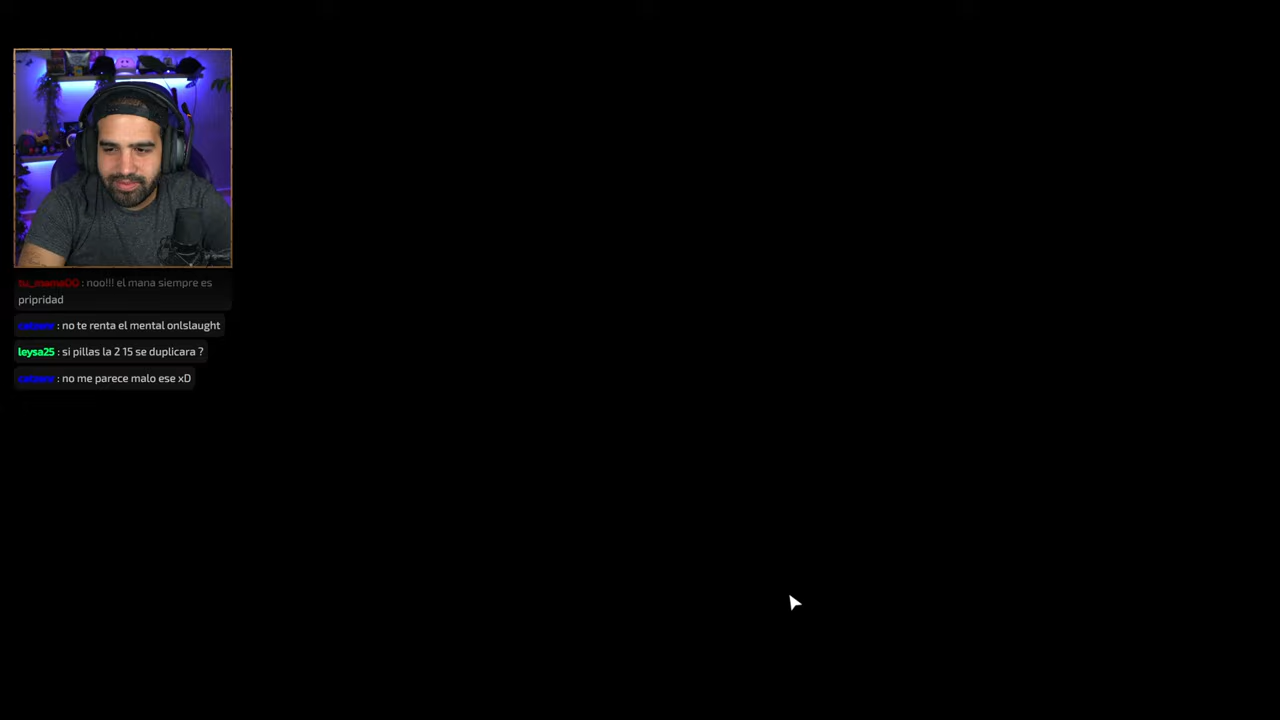 tu_mama00 : noo!!! el mana siempre es
pripridad
: no te renta el mental onlslaught
leysa25 : si pillas la 2 15 se duplicara ?
: no me parece malo ese xD